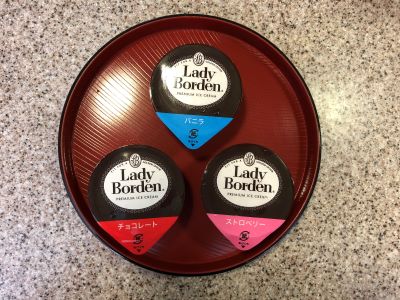 Lady
Borden.
PREMIUM ICE CREAM
バニラ
Lady
Borden.
PREMIUM ICE CREAM
チョコレート
Lady
Borden.
PREMIUM ICE CREAM
ストロベリー